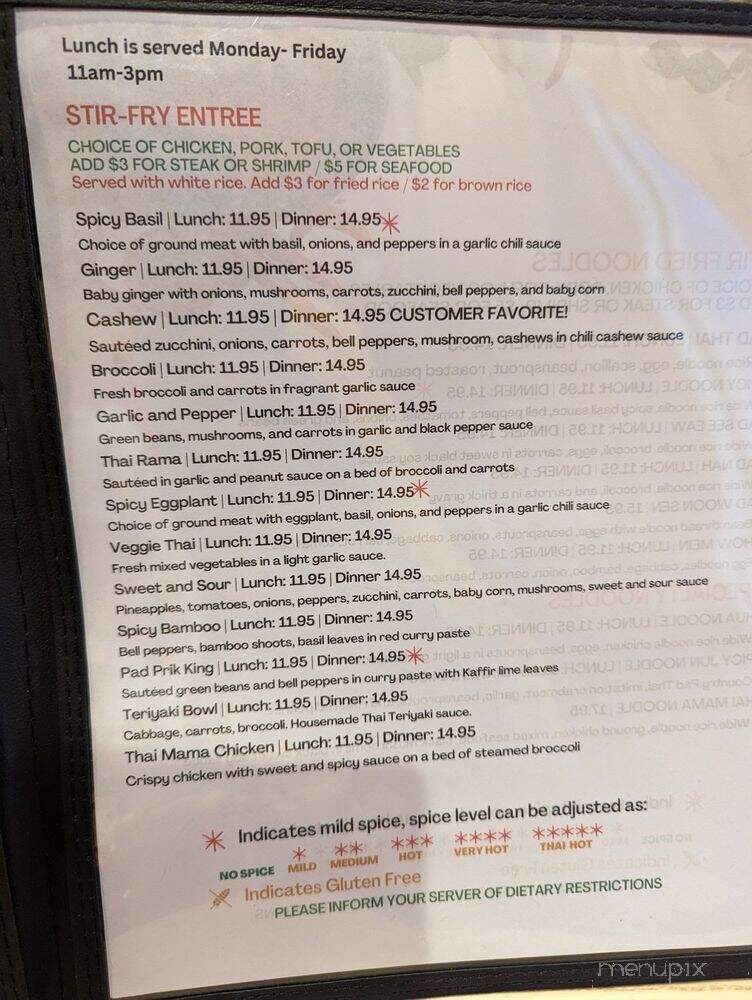 Lunch is served Monday- Friday
11am-3pm
STIR-FRY ENTREE
CHOICE OF CHICKEN, PORK, TOFU, OR VEGETABLES
ADD $3 FOR STEAK OR SHRIMP / $5 FOR SEAFOOD
Served with white rice. Add $3 for fried rice / $2 for brown rice
Spicy Basil | Lunch: 11.95 | Dinner: 14.95
Choice of ground meat with basil, onions, and peppers in a garlic chili sauce
Ginger | Lunch: 11.95 | Dinner: 14.95
Baby ginger with onions, mushrooms, carrots, zucchini, bell peppers, and baby corn
Cashew | Lunch: 11.95 | Dinner: 14.95 CUSTOMER FAVORITE!
Sautéed zucchini, onions, carrots, bell peppers, mushroom, cashews in chili cashew sauce
Broccoli | Lunch: 11.95 | Dinner: 14.95
Fresh broccoli and carrots in fragrant garlic sauce
Garlic and Pepper | Lunch: 11.95 | Dinner: 14.95
Green beans, mushrooms, and carrots in garlic and black pepper sauce
Thai Rama | Lunch: 11.95 | Dinner: 14.95
Sautéed in garlic and peanut sauce on a bed of broccoli and carrots
Spicy Eggplant | Lunch: 11.95 | Dinner: 14.95
Choice of ground meat with eggplant, basil, onions, and peppers in a garlic chili sauce
Veggie Thai | Lunch: 11.95 | Dinner: 14.95
Fresh mixed vegetables in a light garlic sauce.
Sweet and Sour | Lunch: 11.95 | Dinner 14.95
Pineapples, tomatoes, onions, peppers, zucchini, carrots, baby corn, mushrooms, sweet and sour sauce
Spicy Bamboo | Lunch: 11.95 | Dinner: 14.95
Bell peppers, bamboo shoots, basil leaves in red curry paste
Pad Prik King | Lunch: 11.95 | Dinner: 14.95
Sautéed green beans and bell peppers in curry paste with Kaffir lime leaves
Teriyaki Bowl | Lunch: 11.95 | Dinner: 14.95
Cabbage, carrots, broccoli. Housemade Thai Teriyaki sauce.
Thai Mama Chicken | Lunch: 11.95 | Dinner: 14.95
Crispy chicken with sweet and spicy sauce on a bed of steamed broccoli
Indicates mild spice, spice level can be adjusted as:
NO SPICE MILD MEDIUM HOT VERY HOT THAI HOT
Indicates Gluten Free
PLEASE INFORM YOUR SERVER OF DIETARY RESTRICTIONS
menupix